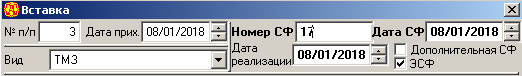 Вставка
№ п/п 3 Дата прих. 08/01/2018 Номер СФ 17 Дата СФ 08/01/2018
Вид ТМЗ Дата реализации 08/01/2018 Дополнительная СФ
ЭСФ